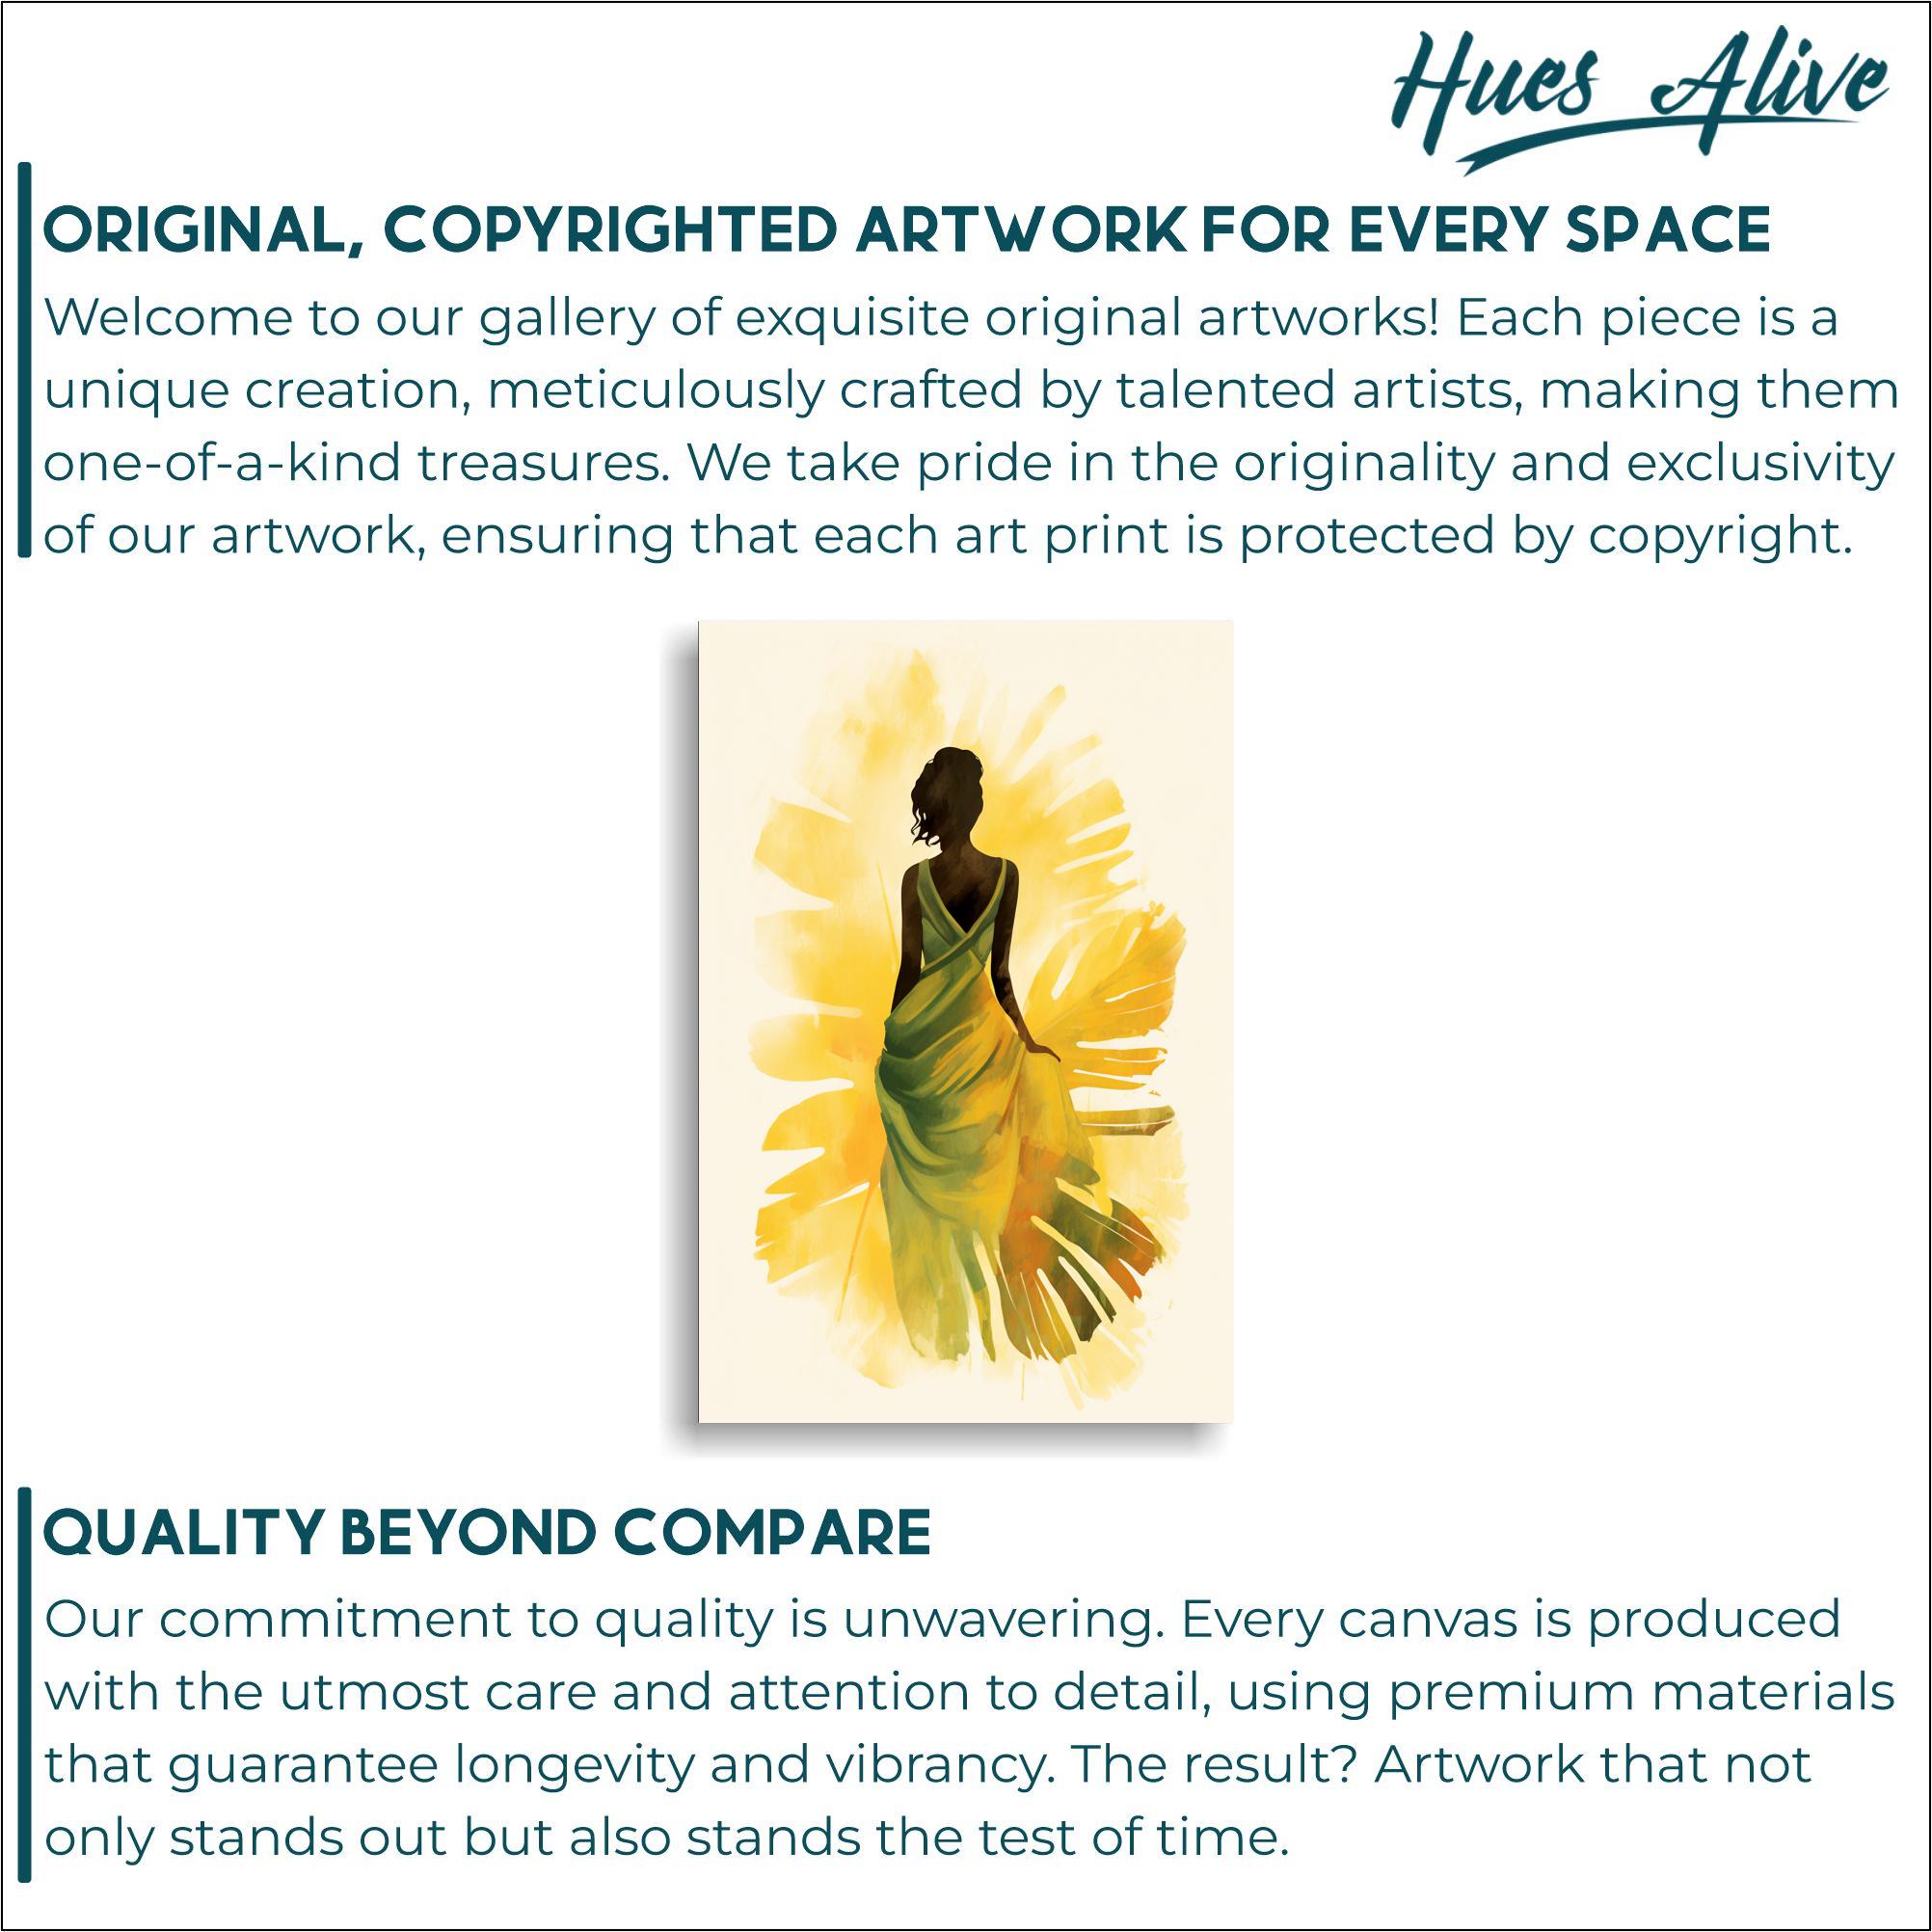 Hues Alive
ORIGINAL, COPYRIGHTED ARTWORK FOR EVERY SPACE
Welcome to our gallery of exquisite original artworks! Each piece is a
unique creation, meticulously crafted by talented artists, making them
one-of-a-kind treasures. We take pride in the originality and exclusivity
of our artwork, ensuring that each art print is protected by copyright.
QUALITY BEYOND COMPARE
Our commitment to quality is unwavering. Every canvas is produced
with the utmost care and attention to detail, using premium materials
that guarantee longevity and vibrancy. The result? Artwork that not
only stands out but also stands the test of time.